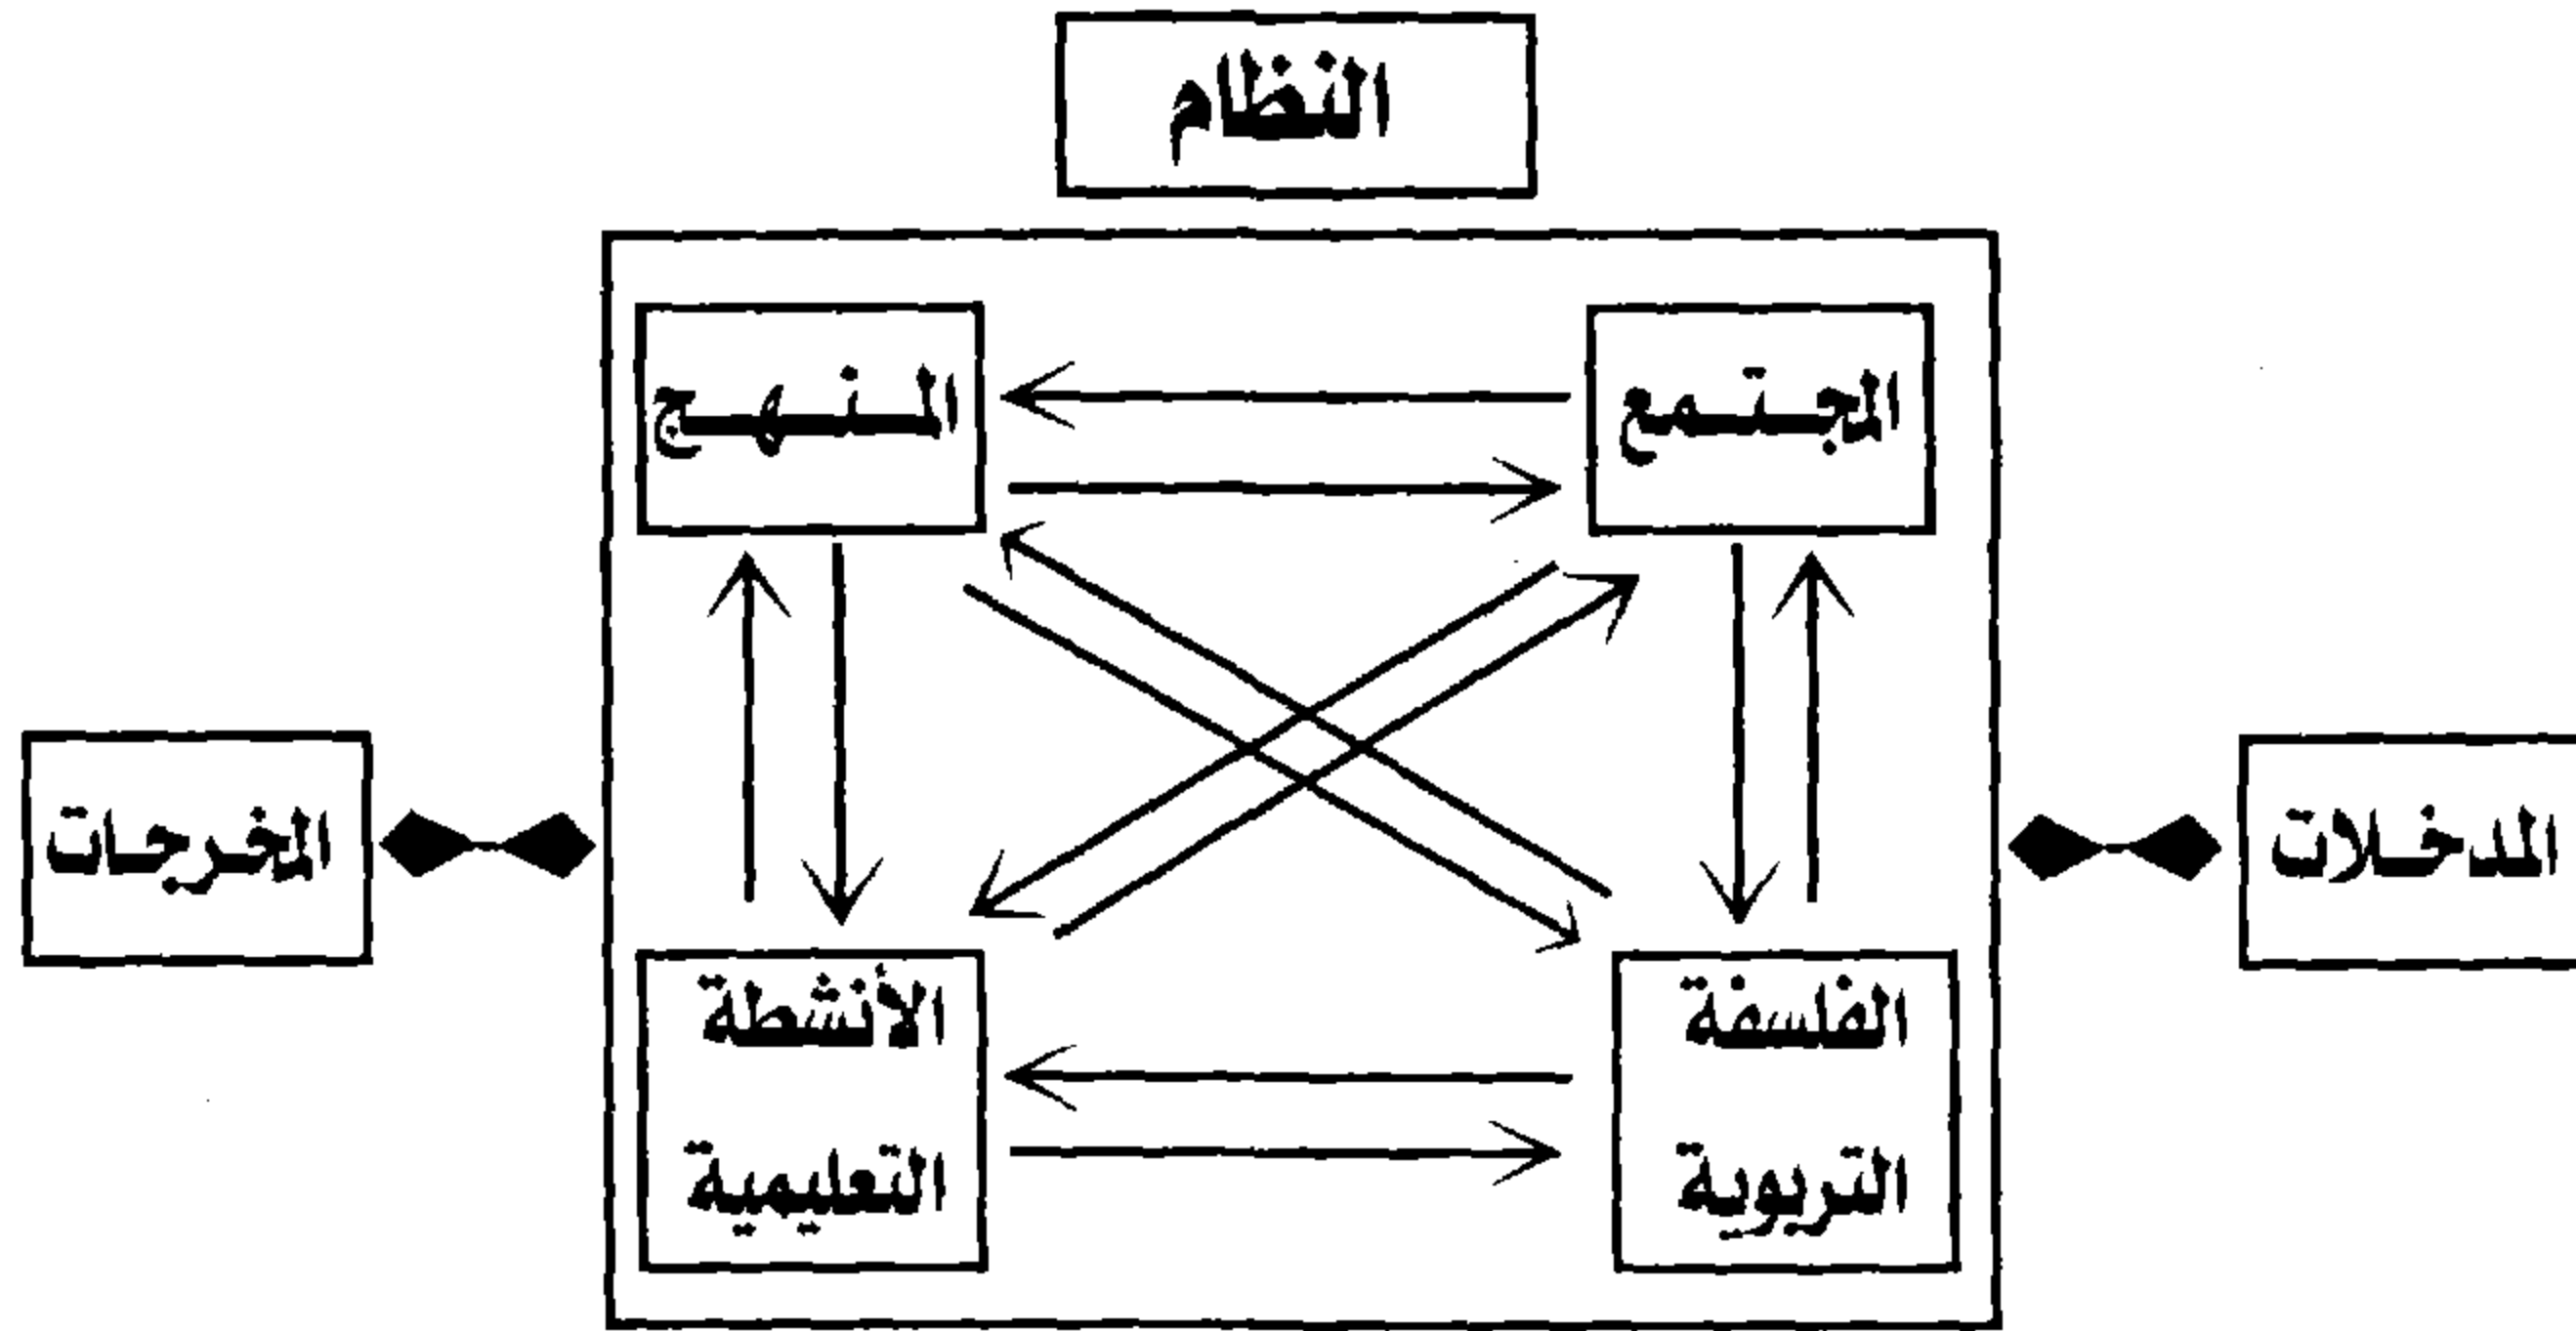 النظام
المجتمع
المنهج
المدخلات
المخرجات
الفلسفة
التربوية
الأنشطة
التعليمية